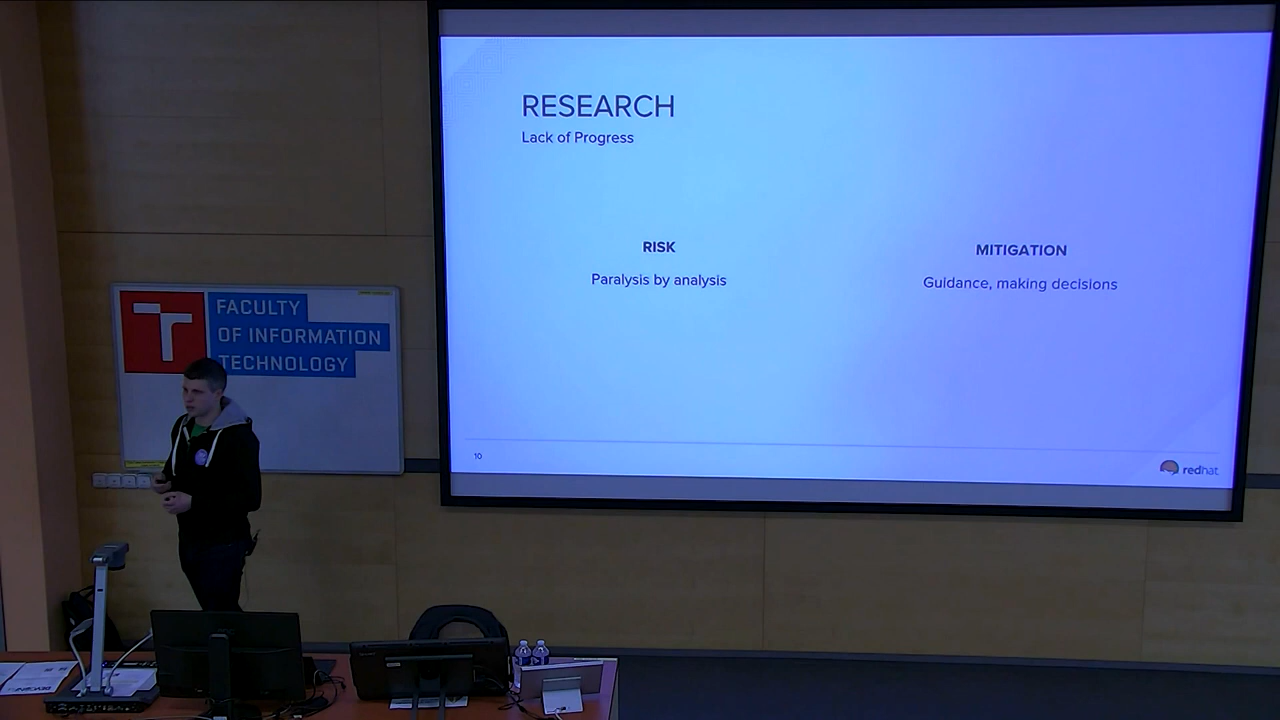 RESEARCH
Lack of Progress
RISK
Paralysis by analysis
MITIGATION
Guidance, making decisions
10
redhat
FACULTY
OF INFORMATION
TECHNOLOGY